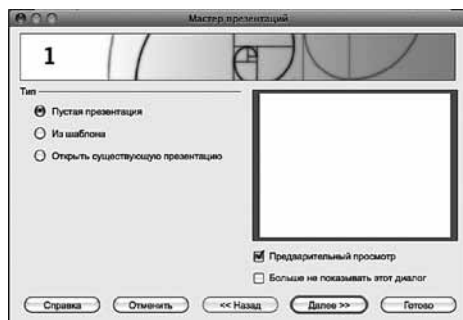 Мастер презентаций
1
Тип
Пустая презентация
Из шаблона
Открыть существующую презентацию
Предварительный просмотр
Больше не показывать этот диалог
Справка Отменить << Назад Далее >> Готово